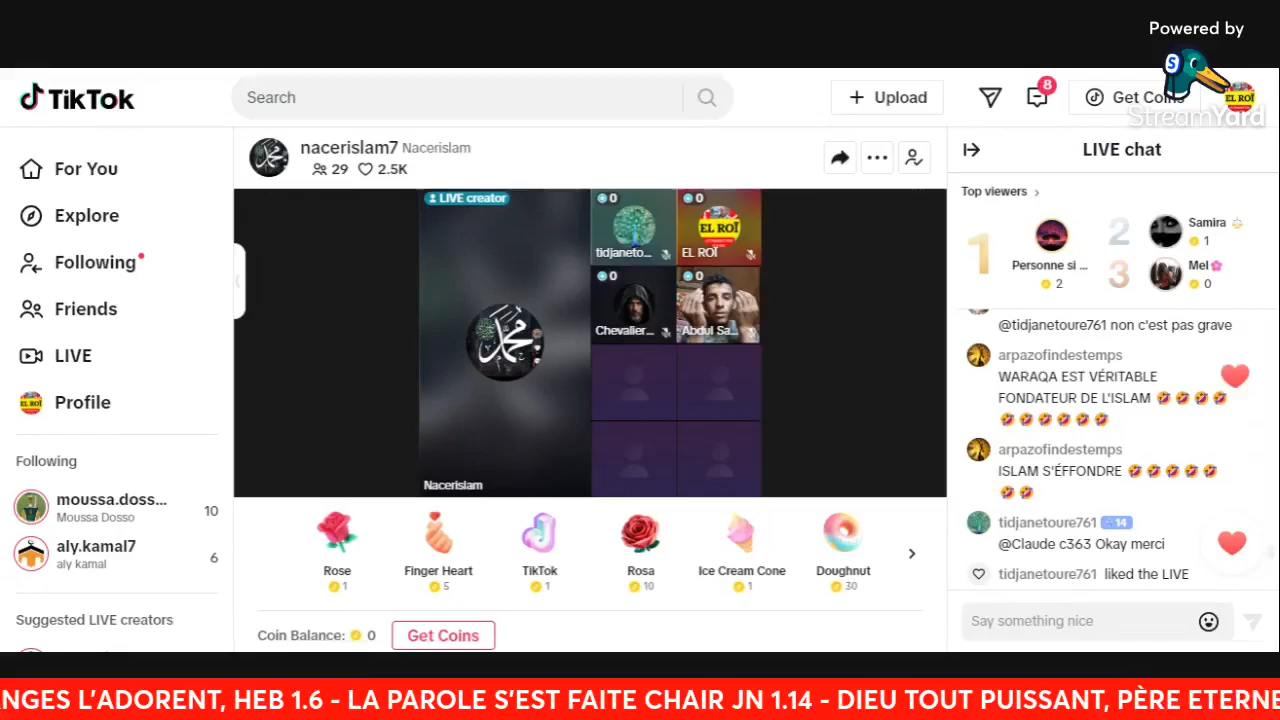 Powered by
StreamYard
TikTok
Search
Upload
8
Get Coins
EL ROÏ
For You
Explore
Following
Friends
LIVE
Profile
Following
moussa.doss...
Moussa Dosso
10
aly.kamal7
aly kamal
6
Suggested LIVE creators
nacerislam7 Nacerislam
29 2.5K
LIVE creator
0
tidjaneto...
0
EL ROÏ
EL ROÏ
0
Chevalier...
0
Abdul Sa...
Nacerislam
Rose
1
Finger Heart
5
TikTok
1
Rosa
10
Ice Cream Cone
1
Doughnut
30
Coin Balance: 0
Get Coins
LIVE chat
Top viewers
1
Personne si ...
2
2
Samira
1
3
Mel
0
@tidjanetoure761 non c'est pas grave
arpazofindestemps
WARAQA EST VÉRITABLE
FONDATEUR DE L'ISLAM 🤣 🤣 🤣 🤣
🤣 🤣 🤣 🤣 🤣 🤣
arpazofindestemps
ISLAM S'ÉFFONDRE 🤣 🤣 🤣 🤣 🤣
🤣 🤣
tidjanetoure761 14
@Claude c363 Okay merci
tidjanetoure761 liked the LIVE
Say something nice
ANGES L'ADORENT, HEB 1.6 - LA PAROLE S'EST FAITE CHAIR JN 1.14 - DIEU TOUT PUISSANT, PÈRE ETERNE